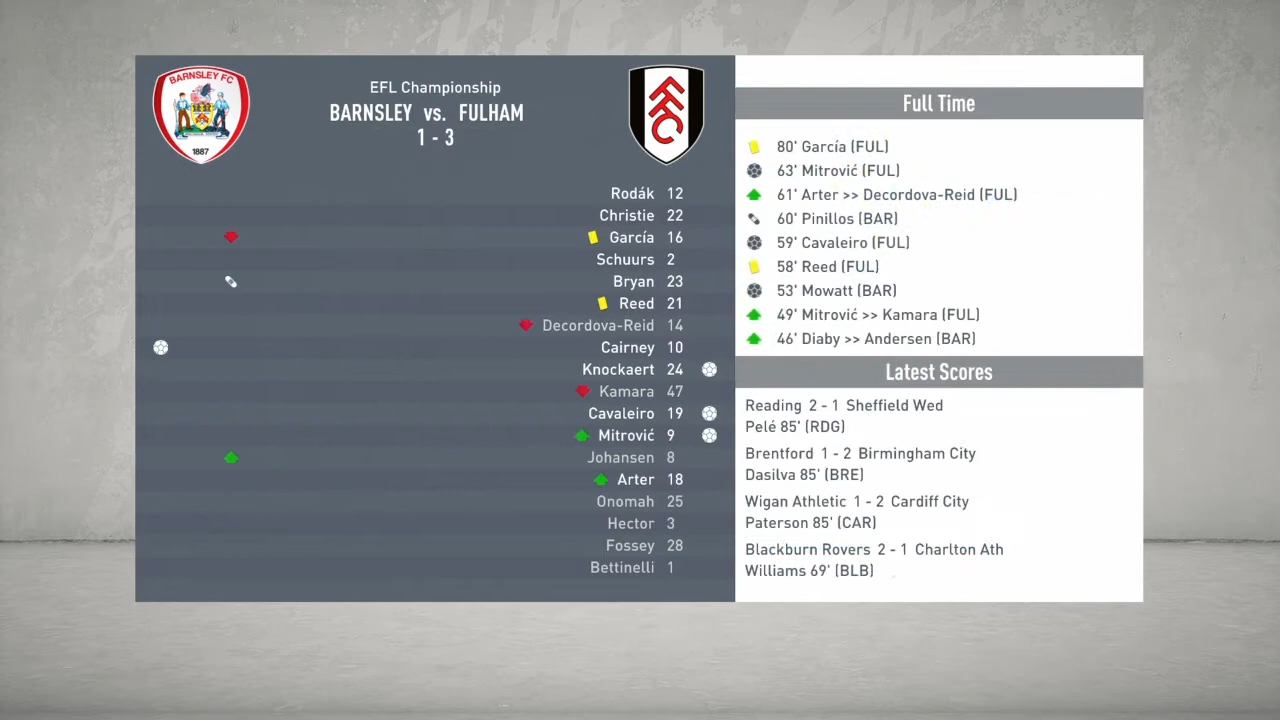 BARNSLEY FC
1887
EFL Championship
BARNSLEY vs. FULHAM
1 - 3
FFC
Rodák 12
Christie 22
García 16
Schuurs 2
Bryan 23
Reed 21
Decordova-Reid 14
Cairney 10
Knockaert 24
Kamara 47
Cavaleiro 19
Mitrović 9
Johansen 8
Arter 18
Onomah 25
Hector 3
Fossey 28
Bettinelli 1
Full Time
80' García (FUL)
63' Mitrović (FUL)
61' Arter >> Decordova-Reid (FUL)
60' Pinillos (BAR)
59' Cavaleiro (FUL)
58' Reed (FUL)
53' Mowatt (BAR)
49' Mitrović >> Kamara (FUL)
46' Diaby >> Andersen (BAR)
Latest Scores
Reading 2 - 1 Sheffield Wed
Pelé 85' (RDG)
Brentford 1 - 2 Birmingham City
Dasilva 85' (BRE)
Wigan Athletic 1 - 2 Cardiff City
Paterson 85' (CAR)
Blackburn Rovers 2 - 1 Charlton Ath
Williams 69' (BLB)